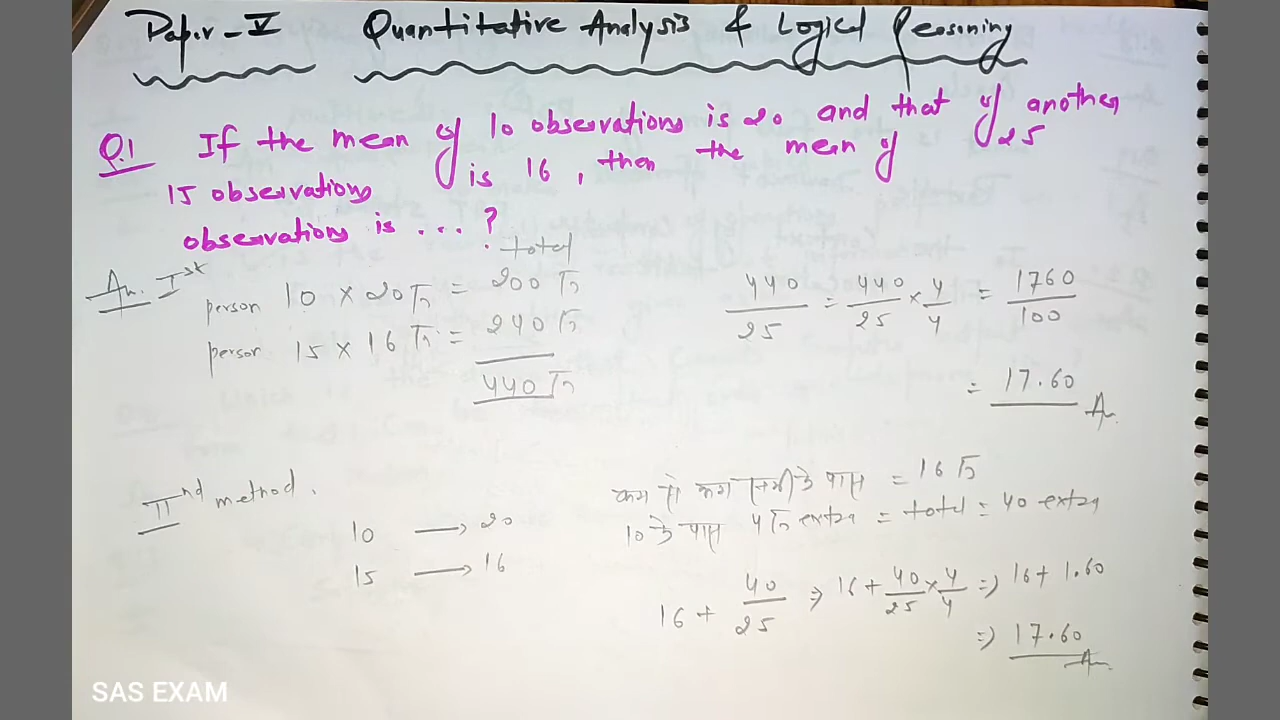 Paper-V Quantitative Analysis & Logical Reasoning
Q.1 If the mean of 10 observations is 20 and that of another
15 observations is 16, then the mean of 25
observations is ...?
total
An. Ist
person 10 × 20 रु = 200 रु
person 15 × 16 रु = 240 रु
440 रु
440/25 = 440/25 × 4/4 = 1760/100
= 17.60 A
IInd method.
10 → 20
15 → 16
कम से कम सभी के पास = 16 रु
10 के पास 4 रु extra = total = 40 extra
16 + 40/25 ⇒ 16 + 40/25 × 4/4 ⇒ 16 + 1.60
⇒ 17.60 A
SAS EXAM